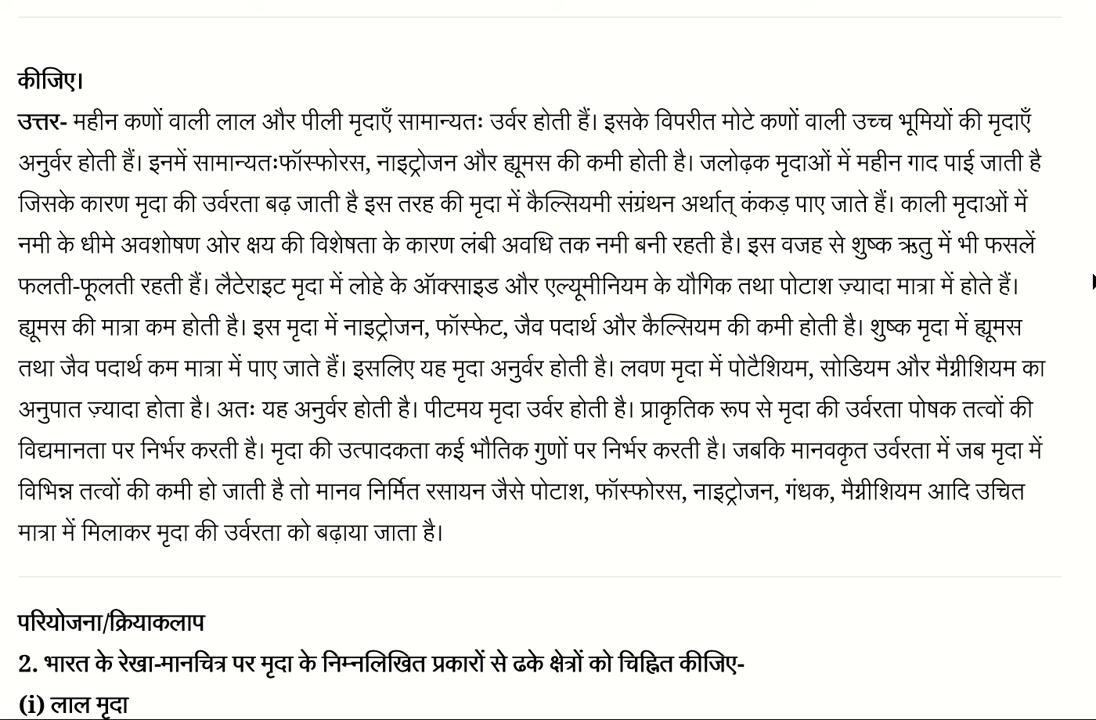 कीजिए।
उत्तर- महीन कणों वाली लाल और पीली मृदाएँ सामान्यतः उर्वर होती हैं। इसके विपरीत मोटे कणों वाली उच्च भूमियों की मृदाएँ
अनुर्वर होती हैं। इनमें सामान्यतःफॉस्फोरस, नाइट्रोजन और ह्यूमस की कमी होती है। जलोढ़क मृदाओं में महीन गाद पाई जाती है
जिसके कारण मृदा की उर्वरता बढ़ जाती है इस तरह की मृदा में कैल्सियमी संग्रंथन अर्थात् कंकड़ पाए जाते हैं। काली मृदाओं में
नमी के धीमे अवशोषण ओर क्षय की विशेषता के कारण लंबी अवधि तक नमी बनी रहती है। इस वजह से शुष्क ऋतु में भी फसलें
फलती-फूलती रहती हैं। लैटेराइट मृदा में लोहे के ऑक्साइड और एल्यूमीनियम के यौगिक तथा पोटाश ज़्यादा मात्रा में होते हैं।
ह्यूमस की मात्रा कम होती है। इस मृदा में नाइट्रोजन, फॉस्फेट, जैव पदार्थ और कैल्सियम की कमी होती है। शुष्क मृदा में ह्यूमस
तथा जैव पदार्थ कम मात्रा में पाए जाते हैं। इसलिए यह मृदा अनुर्वर होती है। लवण मृदा में पोटैशियम, सोडियम और मैग्नीशियम का
अनुपात ज़्यादा होता है। अतः यह अनुर्वर होती है। पीटमय मृदा उर्वर होती है। प्राकृतिक रूप से मृदा की उर्वरता पोषक तत्वों की
विद्यमानता पर निर्भर करती है। मृदा की उत्पादकता कई भौतिक गुणों पर निर्भर करती है। जबकि मानवकृत उर्वरता में जब मृदा में
विभिन्न तत्वों की कमी हो जाती है तो मानव निर्मित रसायन जैसे पोटाश, फॉस्फोरस, नाइट्रोजन, गंधक, मैग्नीशियम आदि उचित
मात्रा में मिलाकर मृदा की उर्वरता को बढ़ाया जाता है।
परियोजना/क्रियाकलाप
2. भारत के रेखा-मानचित्र पर मृदा के निम्नलिखित प्रकारों से ढके क्षेत्रों को चिह्नित कीजिए-
(i) लाल मृदा